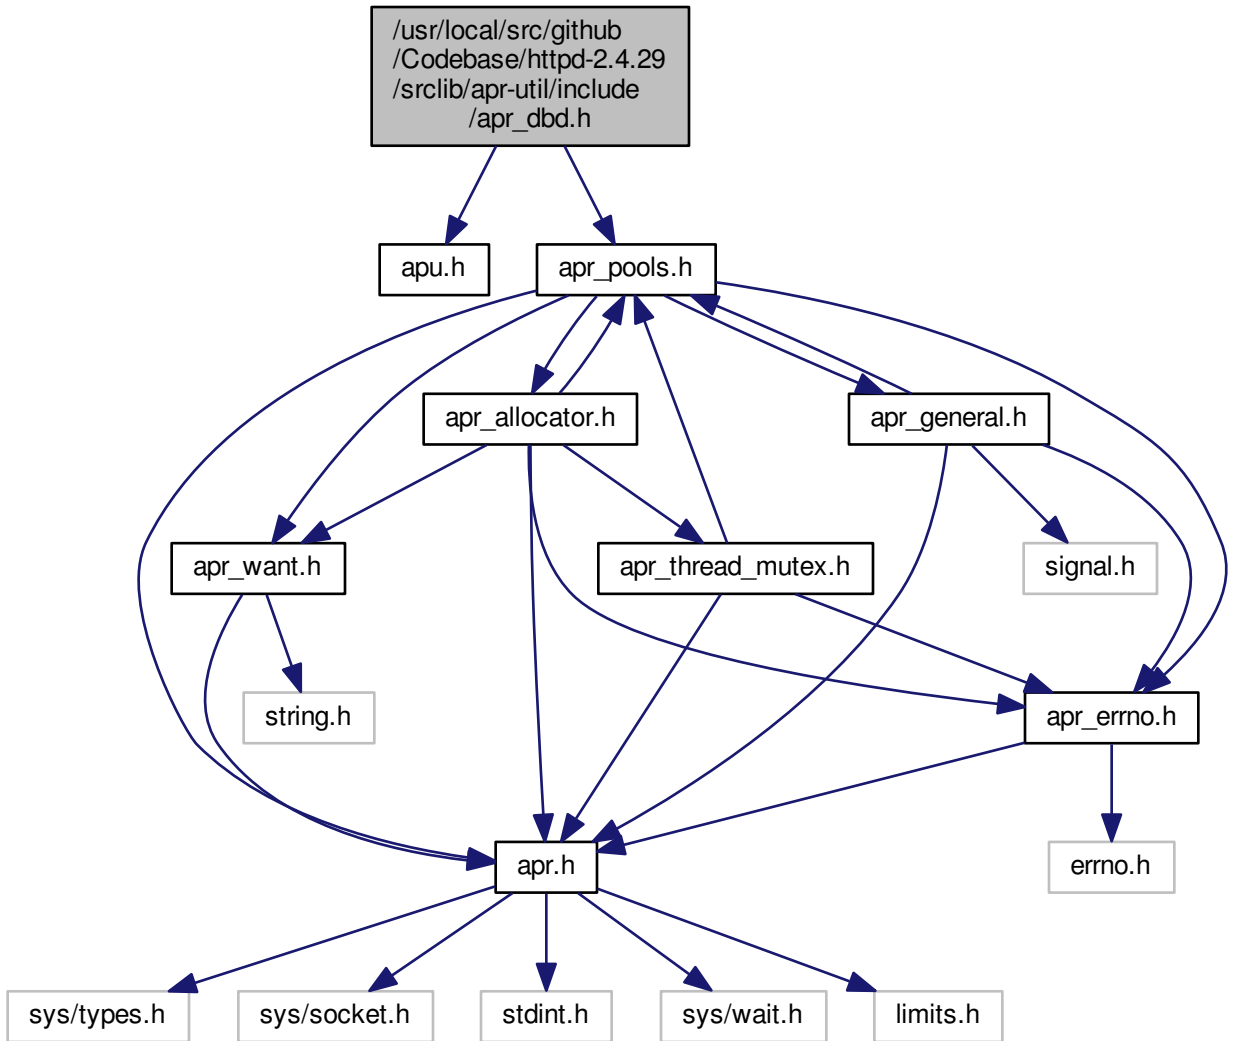 /usr/local/src/github
/Codebase/httpd-2.4.29
/srclib/apr-util/include
/apr_dbd.h
apu.h
apr_pools.h
apr_allocator.h
apr_general.h
apr_want.h
apr_thread_mutex.h
signal.h
string.h
apr_errno.h
apr.h
errno.h
sys/types.h
sys/socket.h
stdint.h
sys/wait.h
limits.h